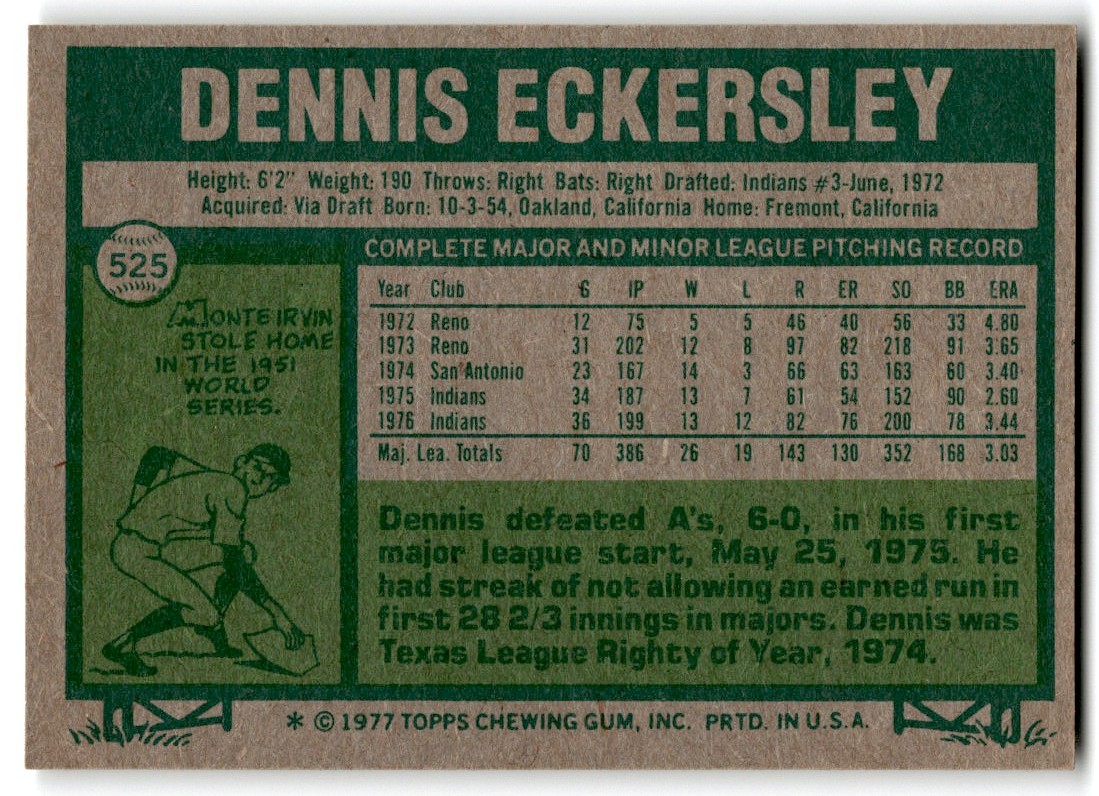 DENNIS ECKERSLEY
Height: 6'2" Weight: 190 Throws: Right Bats: Right Drafted: Indians #3-June, 1972
Acquired: Via Draft Born: 10-3-54, Oakland, California Home: Fremont, California
525
MONTE IRVIN
STOLE HOME
IN THE 1951
WORLD
SERIES.
COMPLETE MAJOR AND MINOR LEAGUE PITCHING RECORD
Year Club G IP W L R ER SO BB ERA
1972 Reno 12 75 5 5 46 40 56 33 4.80
1973 Reno 31 202 12 8 97 82 218 91 3.65
1974 San Antonio 23 167 14 3 66 63 163 60 3.40
1975 Indians 34 187 13 7 61 54 152 90 2.60
1976 Indians 36 199 13 12 82 76 200 78 3.44
Maj. Lea. Totals 70 386 26 19 143 130 352 168 3.03
Dennis defeated A's, 6-0, in his first
major league start, May 25, 1975. He
had streak of not allowing an earned run in
first 28 2/3 innings in majors. Dennis was
Texas League Righty of Year, 1974.
* © 1977 TOPPS CHEWING GUM, INC. PRTD. IN U.S.A.